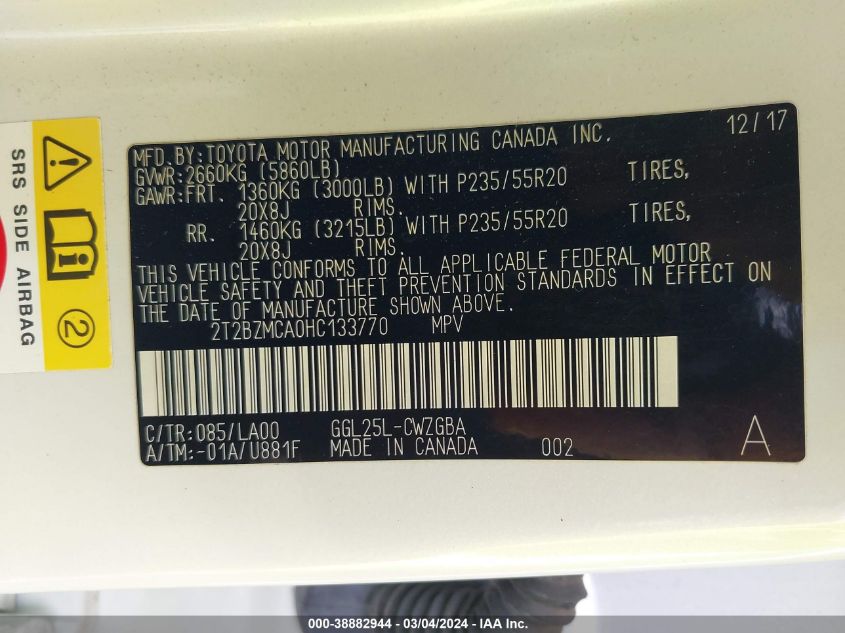 SRS SIDE AIRBAG
2
12/17
MFD.BY:TOYOTA MOTOR MANUFACTURING CANADA INC.
GVWR:2660KG (5860LB)
GAWR:FRT. 1360KG (3000LB) WITH P235/55R20 TIRES,
20X8J RIMS.
RR. 1460KG (3215LB) WITH P235/55R20 TIRES,
20X8J RIMS.
THIS VEHICLE CONFORMS TO ALL APPLICABLE FEDERAL MOTOR
VEHICLE SAFETY AND THEFT PREVENTION STANDARDS IN EFFECT ON
THE DATE OF MANUFACTURE SHOWN ABOVE.
2T2BZMCA0HC133770 MPV
C/TR:085/LA00 GGL25L-CWZGBA
A/TM:-01A/U881F MADE IN CANADA 002 A
000-38882944 - 03/04/2024 - IAA Inc.